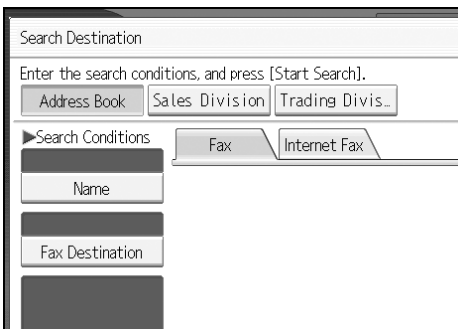 Search Destination
Enter the search conditions, and press [Start Search].
Address Book Sales Division Trading Divis...
▶Search Conditions Fax Internet Fax
Name
Fax Destination